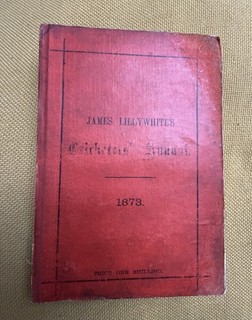 JAMES LILLYWHITE'S
Cricketers' Annual.
1873.
PRICE ONE SHILLING.